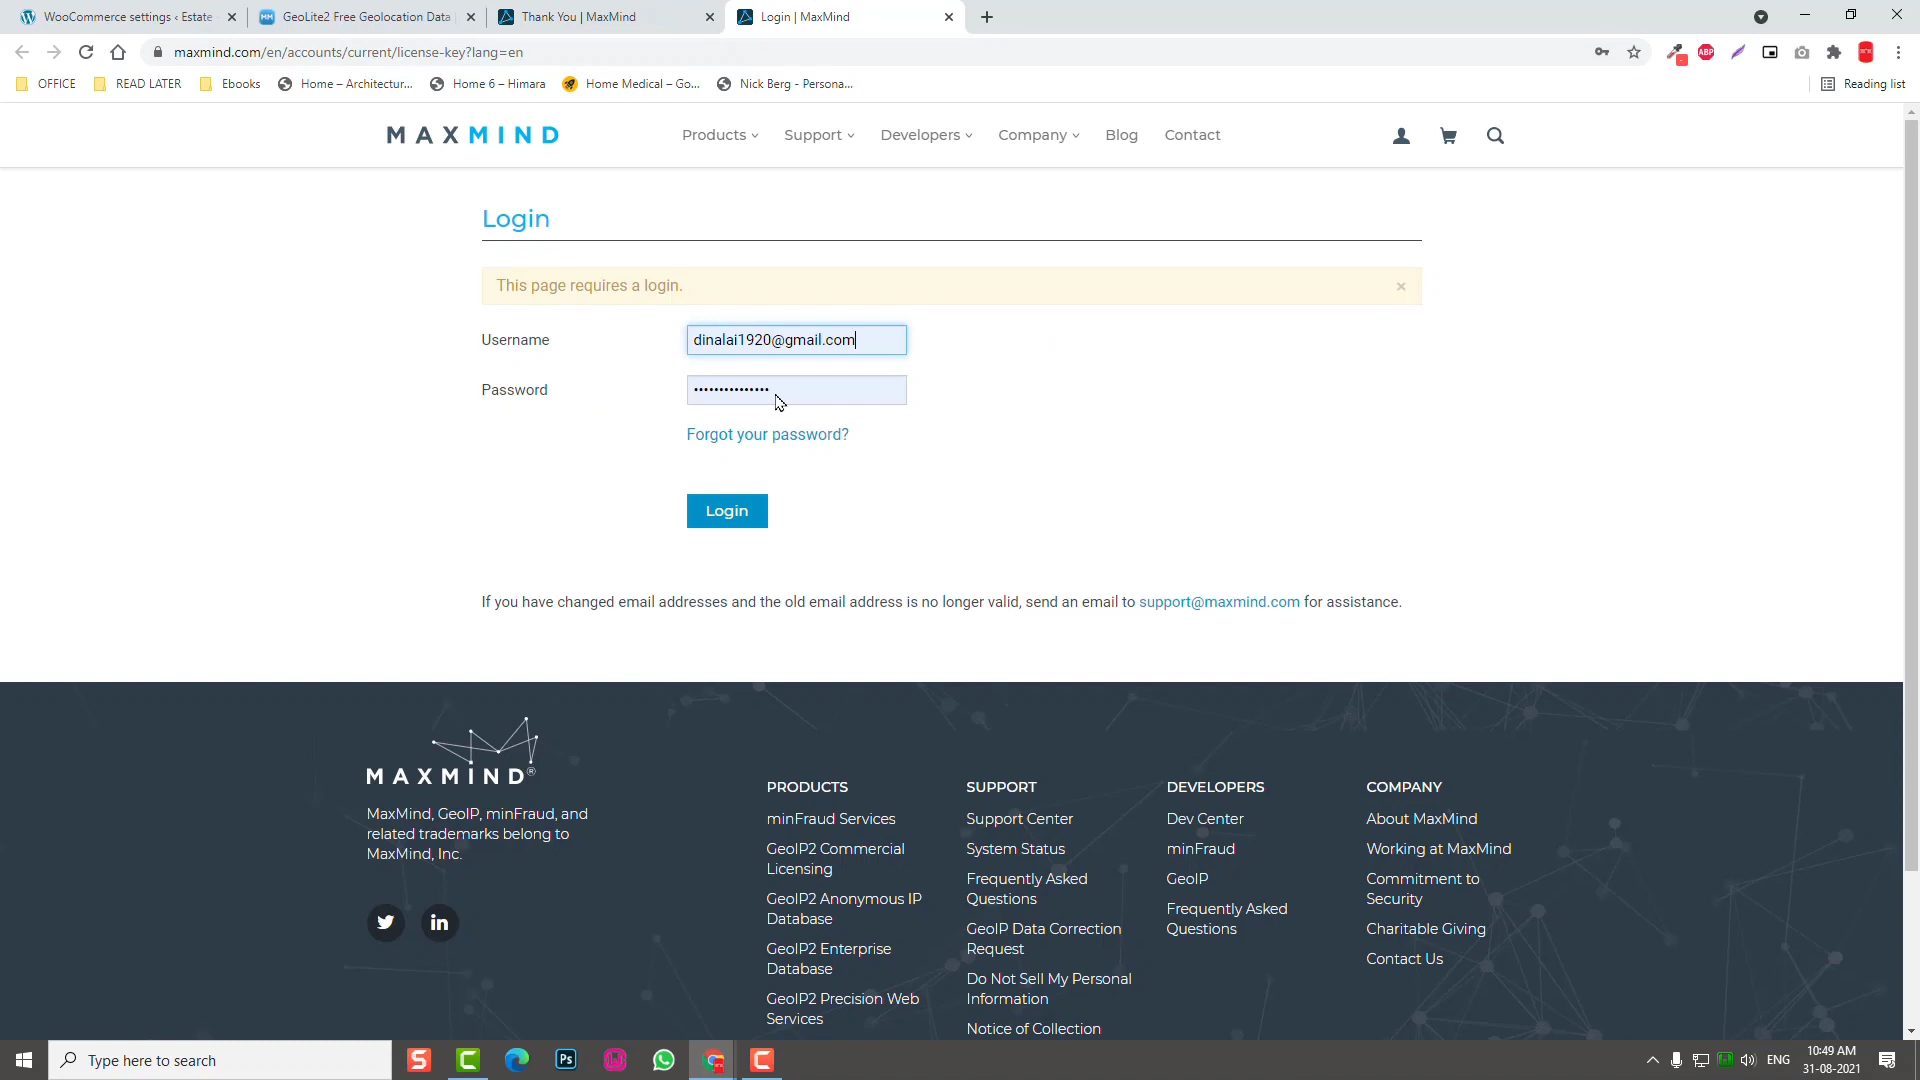 WooCommerce settings ‹ Estate
GeoLite2 Free Geolocation Data
Thank You | MaxMind
Login | MaxMind
maxmind.com/en/accounts/current/license-key?lang=en
ABP
OFFICE
READ LATER
Ebooks
Home – Architectur...
Home 6 – Himara
Home Medical – Go...
Nick Berg - Persona...
Reading list
MAXMIND
Products
Support
Developers
Company
Blog
Contact
Login
This page requires a login.
Username
dinalai1920@gmail.com
Password
•••••••••••••••
Forgot your password?
Login
If you have changed email addresses and the old email address is no longer valid, send an email to support@maxmind.com for assistance.
MAXMIND®
MaxMind, GeoIP, minFraud, and
related trademarks belong to
MaxMind, Inc.
PRODUCTS
minFraud Services
GeoIP2 Commercial
Licensing
GeoIP2 Anonymous IP
Database
GeoIP2 Enterprise
Database
GeoIP2 Precision Web
Services
SUPPORT
Support Center
System Status
Frequently Asked
Questions
GeoIP Data Correction
Request
Do Not Sell My Personal
Information
Notice of Collection
DEVELOPERS
Dev Center
minFraud
GeoIP
Frequently Asked
Questions
COMPANY
About MaxMind
Working at MaxMind
Commitment to
Security
Charitable Giving
Contact Us
Type here to search
Ps
ENG
10:49 AM
31-08-2021